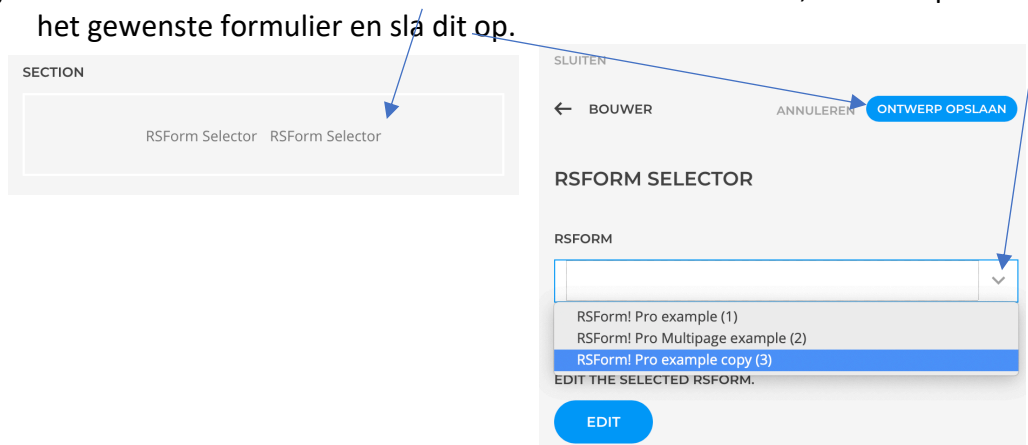 het gewenste formulier en sla dit op.
SECTION
RSForm Selector RSForm Selector
SLUITEN
← BOUWER ANNULEREN ONTWERP OPSLAAN
RSFORM SELECTOR
RSFORM
RSForm! Pro example (1)
RSForm! Pro Multipage example (2)
RSForm! Pro example copy (3)
EDIT THE SELECTED RSFORM.
EDIT